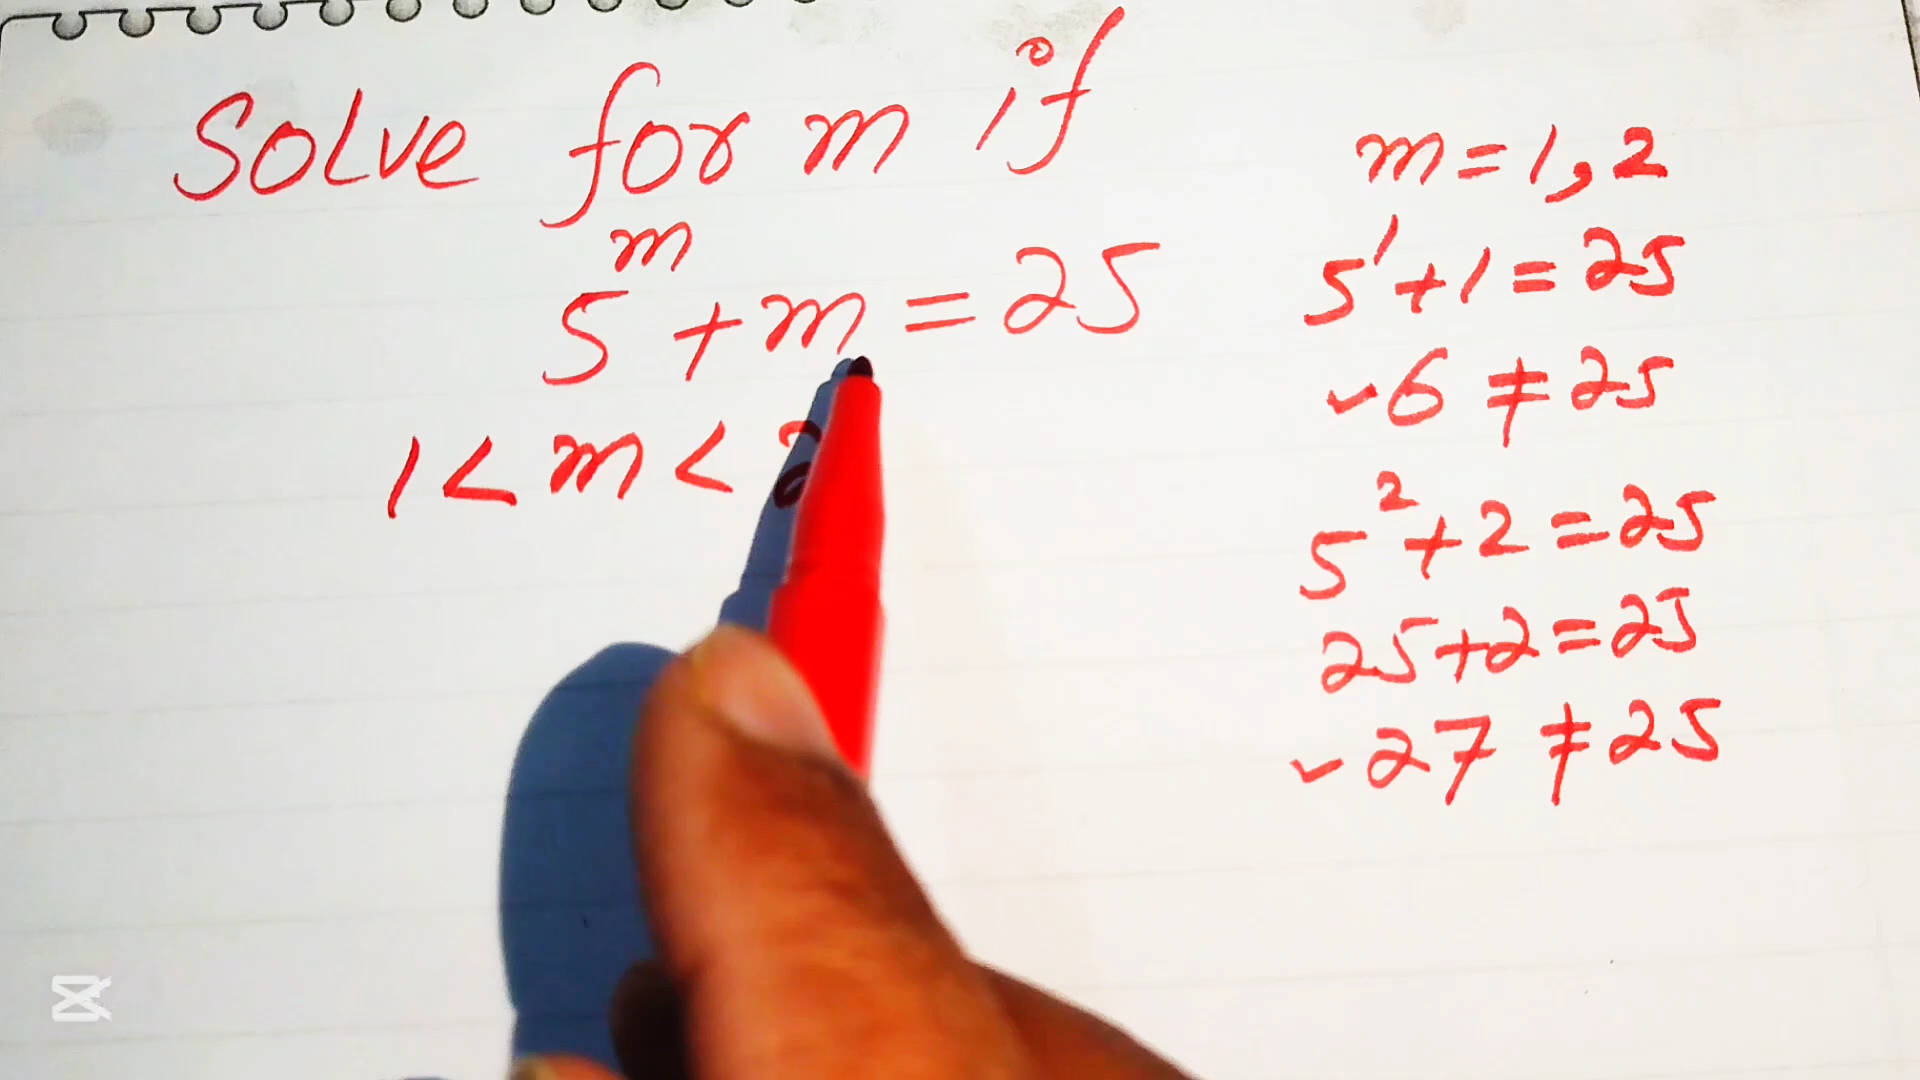 Solve for m if
5^m + m = 25
1 < m < 2
m = 1, 2
5^1 + 1 = 25
✓6 ≠ 25
5^2 + 2 = 25
25 + 2 = 25
✓27 ≠ 25